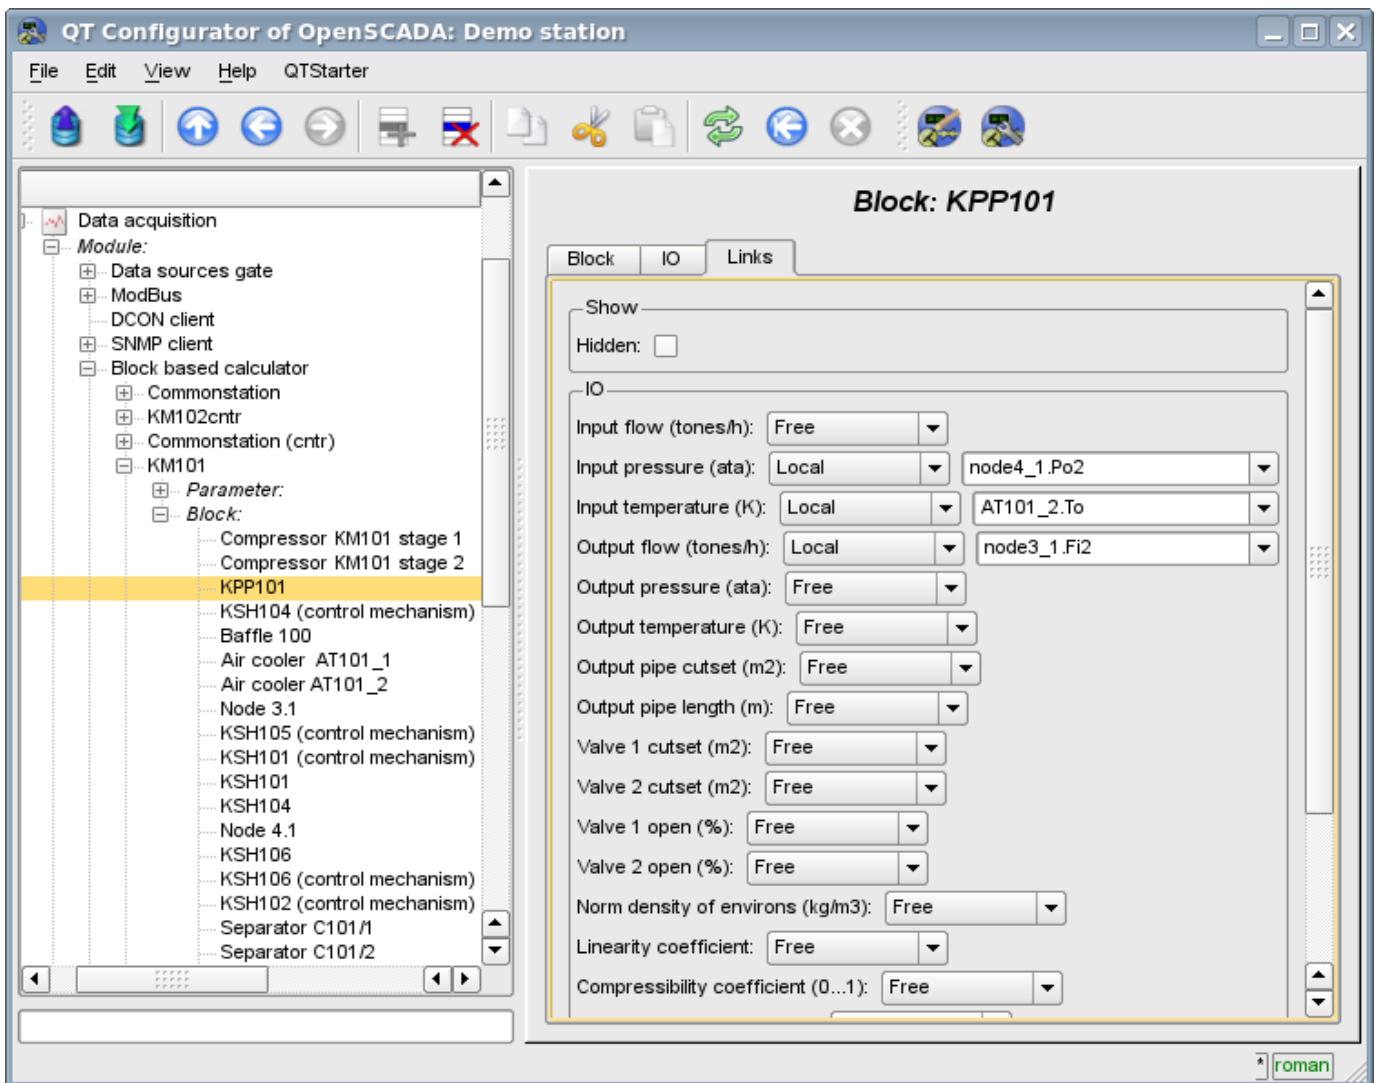 QT Configurator of OpenSCADA: Demo station
File Edit View Help QTStarter
Data acquisition
Module:
Data sources gate
ModBus
DCON client
SNMP client
Block based calculator
Commonstation
KM102cntr
Commonstation (cntr)
KM101
Parameter:
Block:
Compressor KM101 stage 1
Compressor KM101 stage 2
KPP101
KSH104 (control mechanism)
Baffle 100
Air cooler AT101_1
Air cooler AT101_2
Node 3.1
KSH105 (control mechanism)
KSH101 (control mechanism)
KSH101
KSH104
Node 4.1
KSH106
KSH106 (control mechanism)
KSH102 (control mechanism)
Separator C101/1
Separator C101/2
Block: KPP101
Block IO Links
Show
Hidden:
IO
Input flow (tones/h): Free
Input pressure (ata): Local node4_1.Po2
Input temperature (K): Local AT101_2.To
Output flow (tones/h): Local node3_1.Fi2
Output pressure (ata): Free
Output temperature (K): Free
Output pipe cutset (m2): Free
Output pipe length (m): Free
Valve 1 cutset (m2): Free
Valve 2 cutset (m2): Free
Valve 1 open (%): Free
Valve 2 open (%): Free
Norm density of environs (kg/m3): Free
Linearity coefficient: Free
Compressibility coefficient (0...1): Free
* roman